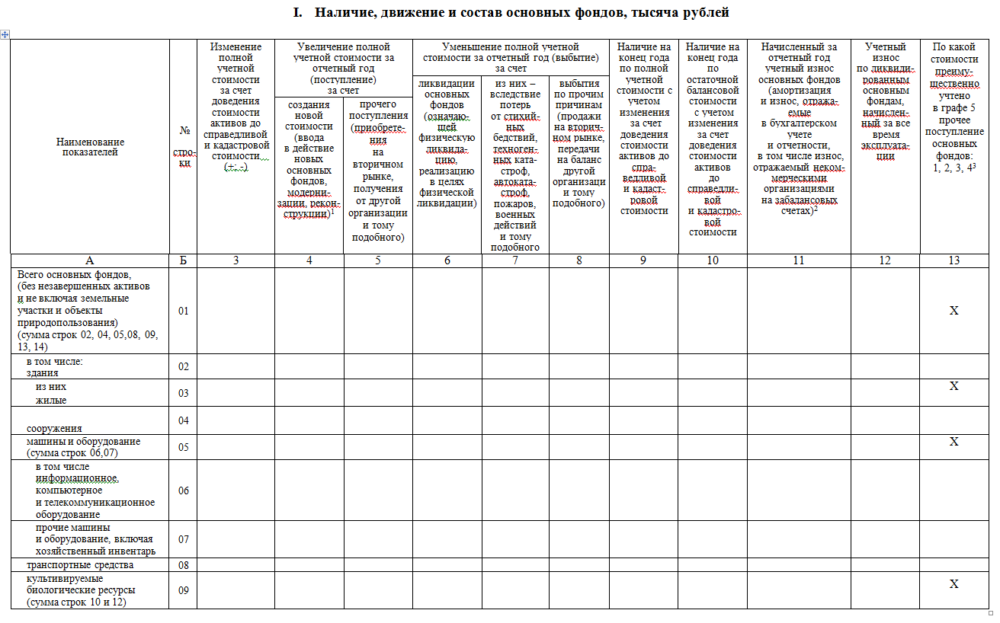 I. Наличие, движение и состав основных фондов, тысяча рублей
Наименование
показателей
№
стро-
ки
Изменение
полной
учетной
стоимости
за счет
доведения
стоимости
активов до
справедливой
и кадастровой
стоимости
(+; -)
Увеличение полной
учетной стоимости за
отчетный год
(поступление)
за счет
создания
новой
стоимости
(ввода
в действие
новых
основных
фондов,
модерни-
зации, рекон-
струкции)1
прочего
поступления
(приобрете-
ния
на
вторичном
рынке,
получения
от другой
организации
и тому
подобного)
Уменьшение полной учетной
стоимости за отчетный год (выбытие)
за счет
ликвидации
основных
фондов
(означаю-
щей
физическую
ликвида-
цию,
реализацию
в целях
физической
ликвидации)
из них –
вследствие
потерь
от стихий-
ных
бедствий,
техноген-
ных ката-
строф,
автоката-
строф,
пожаров,
военных
действий
и тому
подобного
выбытия
по прочим
причинам
(продажи
на вторич-
ном рынке,
передачи
на баланс
другой
организаци
и тому
подобного)
Наличие на
конец года
по полной
учетной
стоимости с
учетом
изменения
за счет
доведения
стоимости
активов до
спра-
ведливой
и кадаст-
ровой
стоимости
Наличие на
конец года
по
остаточной
балансовой
стоимости
с учетом
изменения
за счет
доведения
стоимости
активов
до
справедли-
вой
и кадастро-
вой
стоимости
Начисленный за
отчетный год
учетный износ
основных фондов
(амортизация
и износ, отража-
емые
в бухгалтерском
учете
и отчетности,
в том числе износ,
отражаемый неком-
мерческими
организациями
на забалансовых
счетах)2
Учетный
износ
по ликвиди-
рованным
основным
фондам,
начислен-
ный за все
время
эксплуата-
ции
По какой
стоимости
преиму-
щественно
учтено
в графе 5
прочее
поступление
основных
фондов:
1, 2, 3, 43
А Б 3 4 5 6 7 8 9 10 11 12 13
Всего основных фондов,
(без незавершенных активов
и не включая земельные
участки и объекты
природопользования)
(сумма строк 02, 04, 05,08, 09,
13, 14)
01
Х
в том числе:
здания
02
из них
жилые
03
Х
сооружения
04
машины и оборудование
(сумма строк 06,07)
05
Х
в том числе
информационное,
компьютерное
и телекоммуникационное
оборудование
06
прочие машины
и оборудование, включая
хозяйственный инвентарь
07
транспортные средства
08
культивируемые
биологические ресурсы
(сумма строк 10 и 12)
09
Х